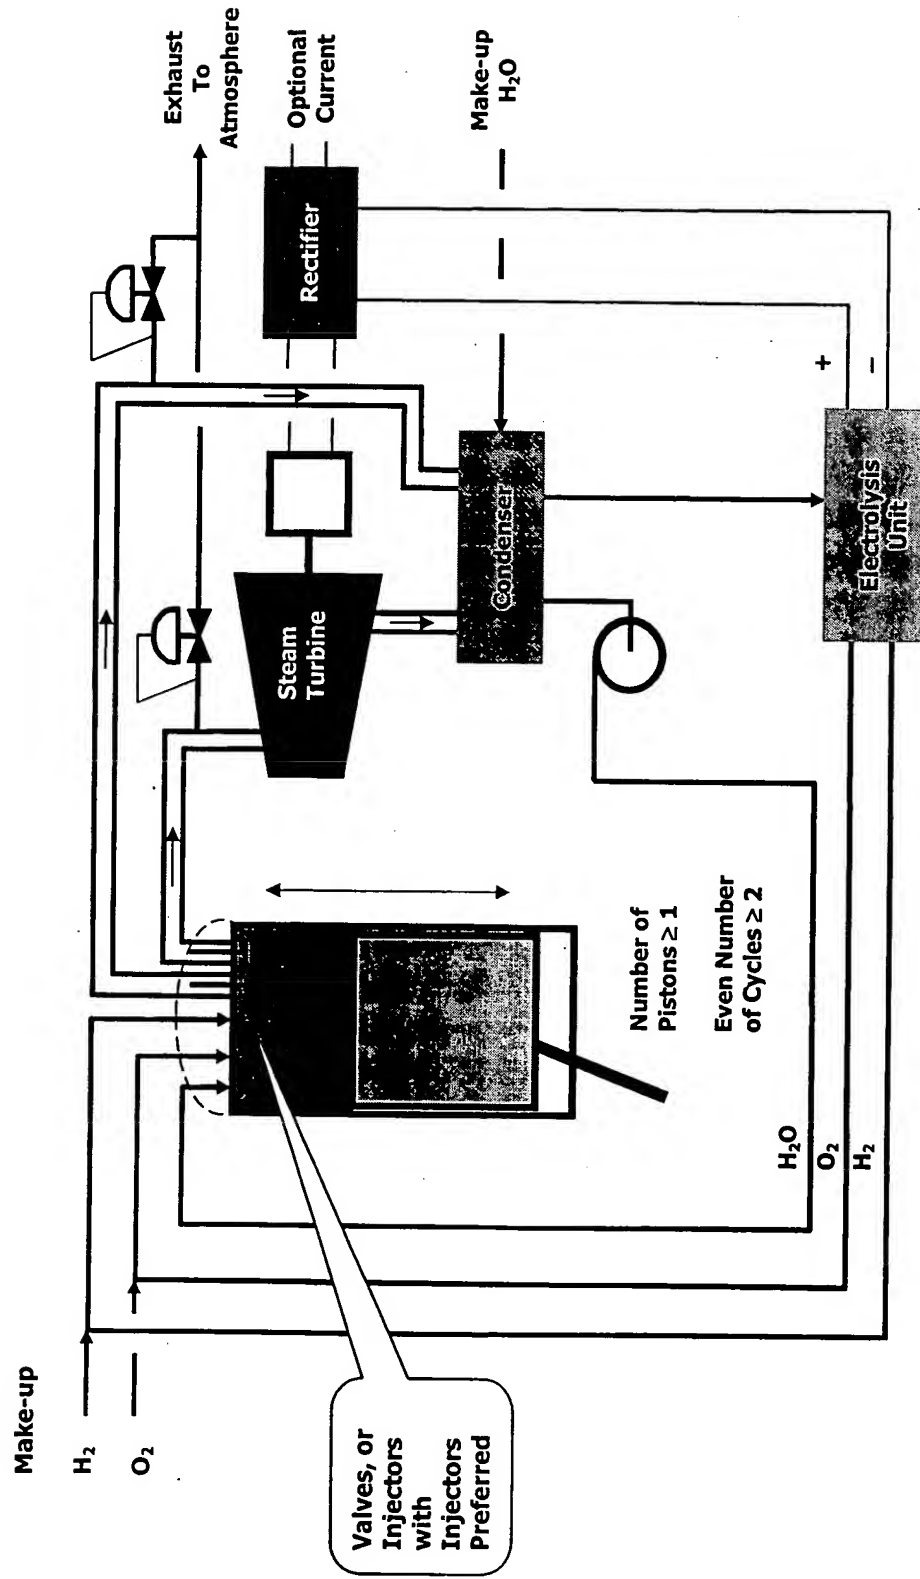 Make-up
H₂
O₂
Valves, or
Injectors
with
Injectors
Preferred
H₂O
O₂
H₂
Number of
Pistons ≥ 1
Even Number
of Cycles ≥ 2
Steam
Turbine
Condenser
Electrolysis
Unit
+
−
Rectifier
Exhaust
To
Atmosphere
Optional
Current
Make-up
H₂O